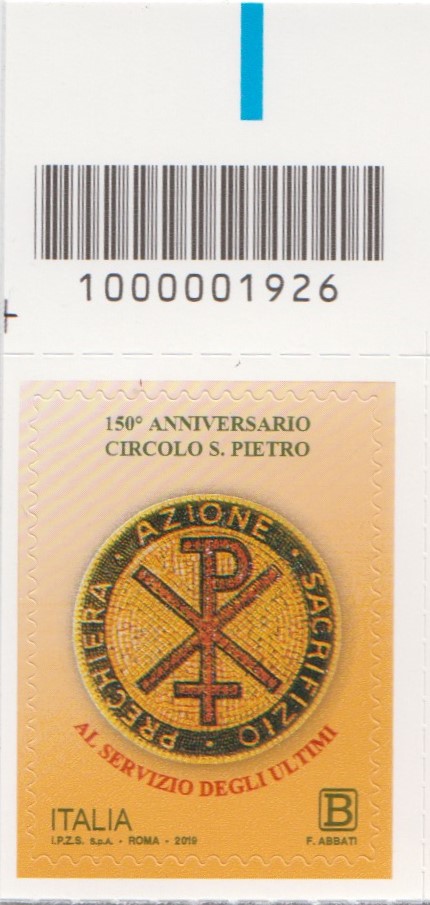 1000001926
150° ANNIVERSARIO
CIRCOLO S. PIETRO
PREGHIERA · AZIONE · SACRIFIZIO ·
AL SERVIZIO DEGLI ULTIMI
ITALIA
B
I.P.Z.S. S.p.A. - ROMA - 2019
F. ABBATI